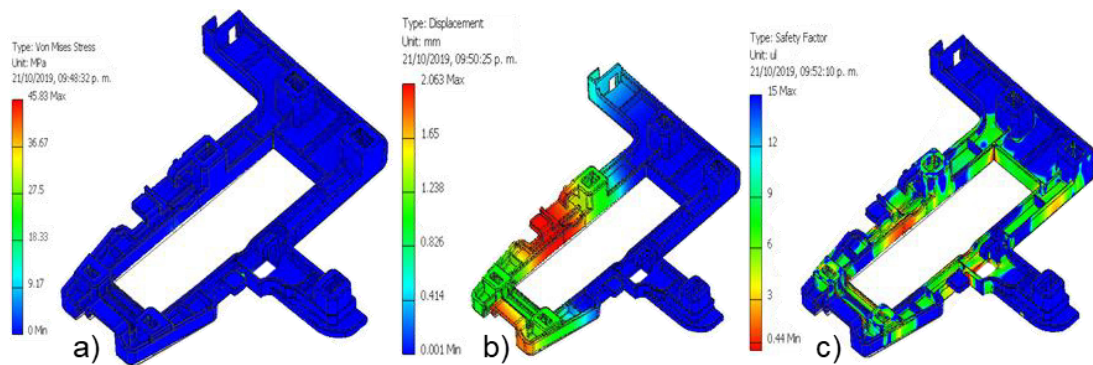 Type: Von Mises Stress
Unit: MPa
21/10/2019, 09:48:32 p. m.
45.83 Max
36.67
27.5
18.33
9.17
0 Min
a)
Type: Displacement
Unit: mm
21/10/2019, 09:50:25 p. m.
2.063 Max
1.65
1.238
0.826
0.414
0.001 Min
b)
Type: Safety Factor
Unit: ul
21/10/2019, 09:52:10 p. m.
15 Max
12
9
6
3
0.44 Min
c)